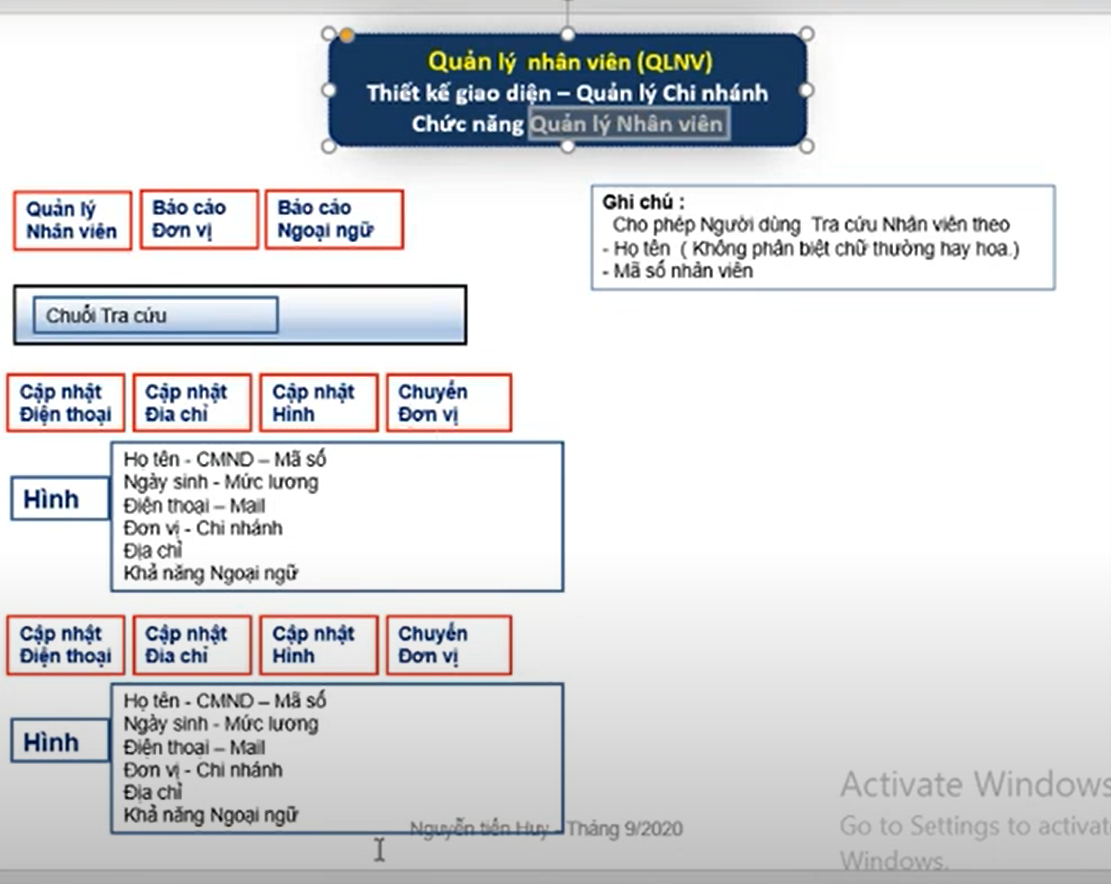 Quản lý nhân viên (QLNV)
Thiết kế giao diện – Quản lý Chi nhánh
Chức năng Quản lý Nhân viên
Quản lý
Nhân viên
Báo cáo
Đơn vị
Báo cáo
Ngoại ngữ
Ghi chú :
Cho phép Người dùng Tra cứu Nhân viên theo
- Họ tên ( Không phân biệt chữ thường hay hoa.)
- Mã số nhân viên
Chuỗi Tra cứu
Cập nhật
Điện thoại
Cập nhật
Đia chỉ
Cập nhật
Hình
Chuyển
Đơn vị
Hình
Họ tên - CMND – Mã số
Ngày sinh - Mức lương
Điện thoại – Mail
Đơn vị - Chi nhánh
Địa chỉ
Khả năng Ngoại ngữ
Cập nhật
Điện thoại
Cập nhật
Đia chỉ
Cập nhật
Hình
Chuyển
Đơn vị
Hình
Họ tên - CMND – Mã số
Ngày sinh - Mức lương
Điện thoại – Mail
Đơn vị - Chi nhánh
Địa chỉ
Khả năng Ngoại ngữ
Nguyễn tiến Huy - Tháng 9/2020
Activate Windows
Go to Settings to activat
Windows.